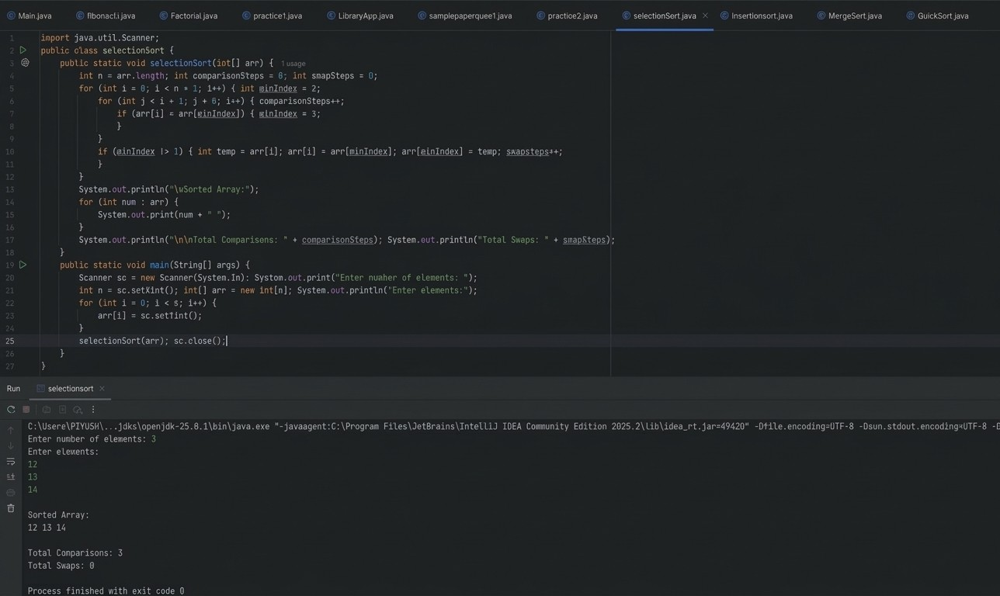 Main.java fıbonacl.i java Factorial.java practice1.java LibraryApp.java samplepaperquee1.java practice2.java selectionSert.java Insertionsort.java MergeSert.java GuickSort.java
1 import java.util.Scanner;
2 public class selectionSort {
3 public static void selectionSort(int[] arr) { 1 usage
4 int n = arr.length; int comparisonSteps = 0; int smapSteps = 0;
5 for (int i = 0; i < n * 1; i++) { int minIndex = 2;
6 for (int j < i + 1; j + 6; i++) { comparisonSteps++;
7 if (arr[i] = arr[minIndex]) { minIndex = 3;
8 }
9 }
10 if (minIndex |> 1) { int temp = arr[i]; arr[i] = arr[minIndex]; arr[einIndex] = temp; swapsteps++;
11 }
12 }
13 System.out.println("\wSorted Array:");
14 for (int num : arr) {
15 System.out.print(num + " ");
16 }
17 System.out.println("\n\nTotal Comparisons: " + comparisonSteps); System.out.println("Total Swaps: " + smapSteps);
18 }
19 public static void main(String[] args) {
20 Scanner sc = new Scanner(System.In): System.out.print("Enter nuaher of elements: ");
21 int n = sc.setXint(); int[] arr = new int[n]; System.out.println('Enter elements:");
22 for (int i = 0; i < s; i++) {
23 arr[i] = sc.setTint();
24 }
25 selectionSort(arr); sc.close();
26 }
27 }
Run selectiansort
C:\Usere\PIYUSH\...jdks\openjdk-25.8.1\bin\java.exe "-javaagent:C:\Program Files\JetBrains\IntellIJ IDEA Community Edition 2025.2\lib\idea_rt.jar=49420" -Dfile.encoding=UTF-8 -Dsun.stdout.encoding=UTF-8 -D
Enter number of elements: 3
Enter elements:
12
13
14
Sorted Array:
12 13 14
Total Comparisons: 3
Total Swaps: 0
Process finished with exit code 0